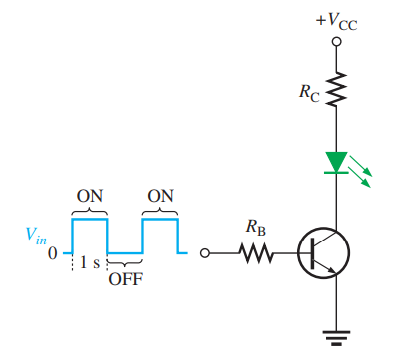 +VCC
RC
ON ON
Vin
RB
0
1 s
OFF